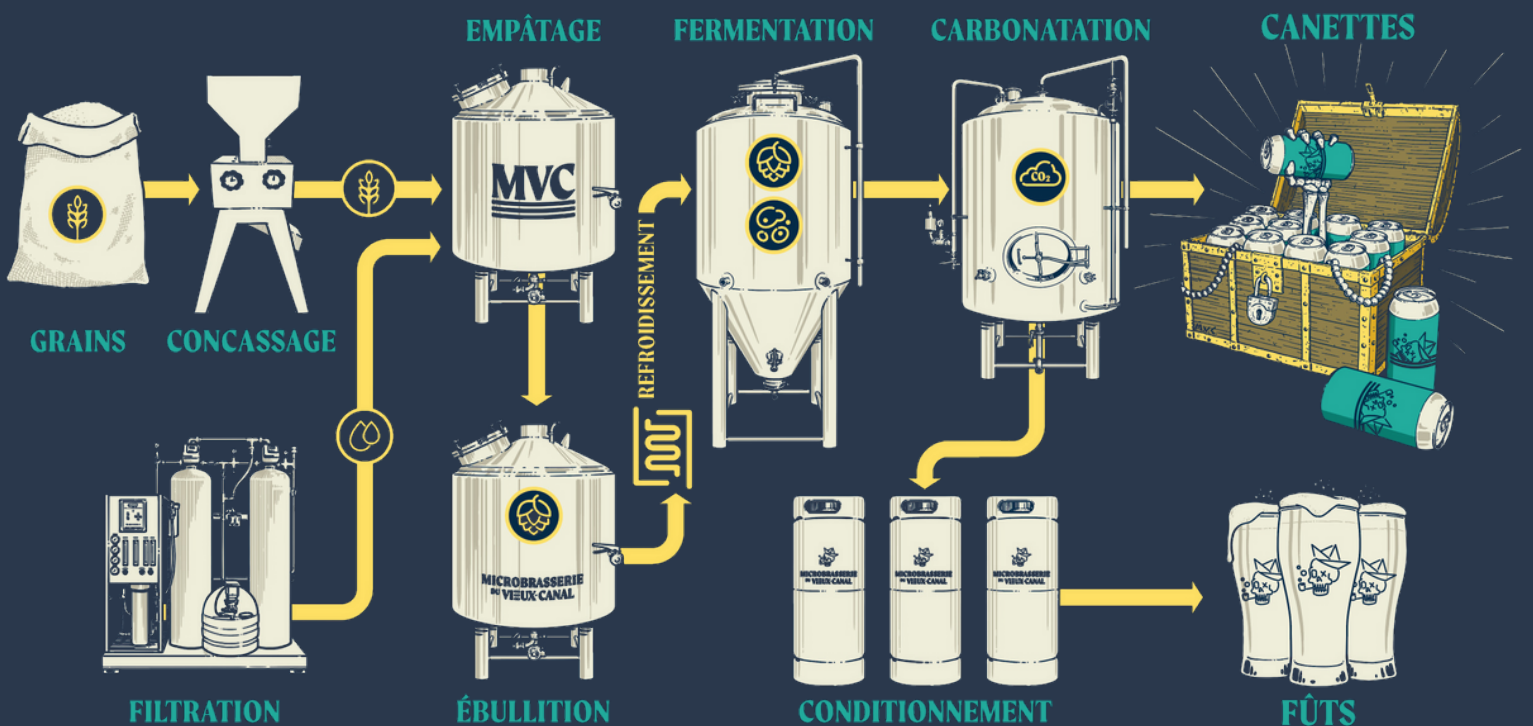 EMPÂTAGE
FERMENTATION
CARBONATATION
CANETTES
MVC
CO₂
GRAINS
CONCASSAGE
REFROIDISSEMENT
MVC
MICROBRASSERIE
DU VIEUX-CANAL
MICROBRASSERIE
DU VIEUX-CANAL
MICROBRASSERIE
DU VIEUX-CANAL
MICROBRASSERIE
DU VIEUX-CANAL
FILTRATION
ÉBULLITION
CONDITIONNEMENT
FÛTS